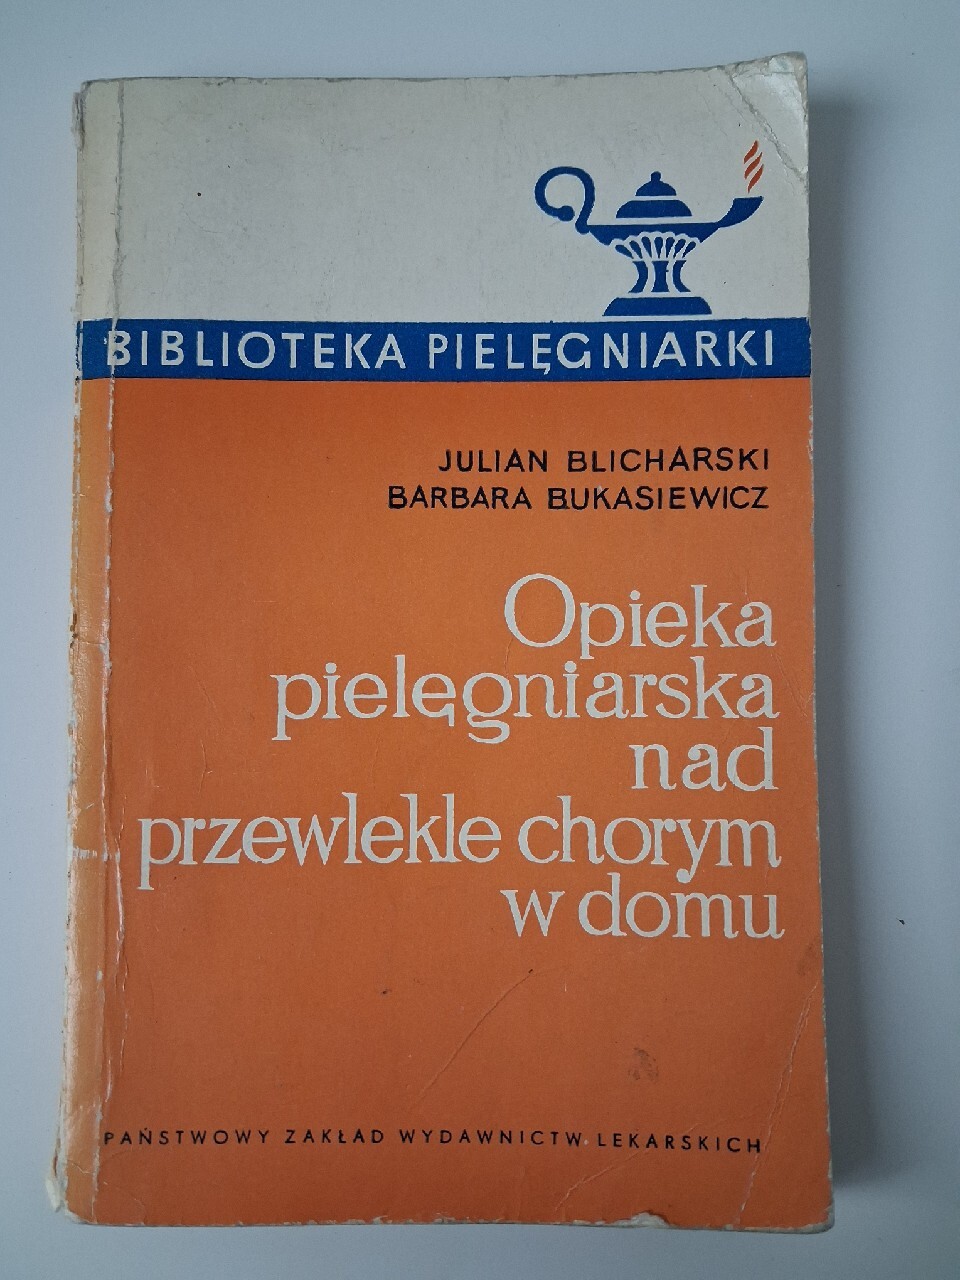 BIBLIOTEKA PIELĘGNIARKI
JULIAN BLICHARSKI
BARBARA BUKASIEWICZ
Opieka
pielęgniarska
nad
przewlekle chorym
w domu
PAŃSTWOWY ZAKŁAD WYDAWNICTW LEKARSKICH